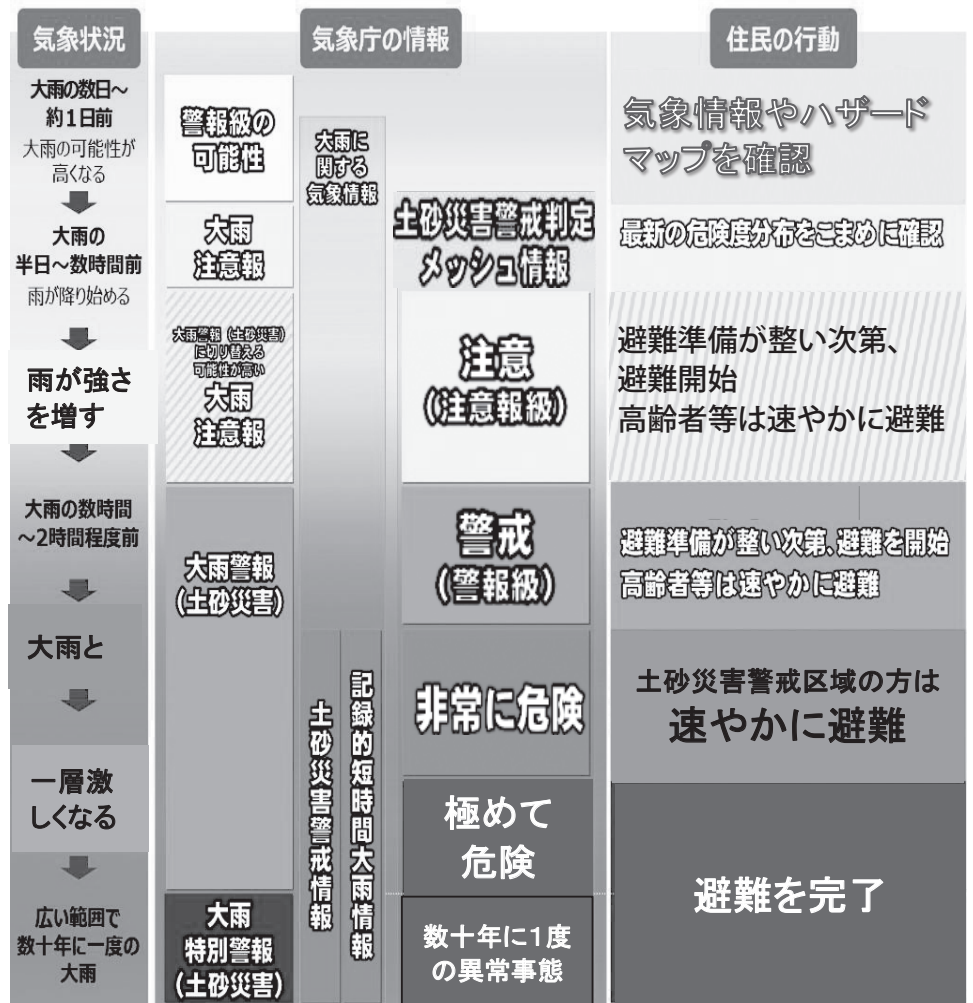 気象状況
気象庁の情報
住民の行動
大雨の数日～
約1日前
大雨の可能性が
高くなる
大雨の
半日～数時間前
雨が降り始める
雨が強さ
を増す
大雨の数時間
～2時間程度前
大雨と
一層激
しくなる
広い範囲で
数十年に一度の
大雨
警報級の
可能性
大雨
注意報
大雨警報（土砂災害）
に切り替える
可能性が高い
大雨
注意報
大雨警報
（土砂災害）
大雨
特別警報
（土砂災害）
大雨に
関する
気象情報
土砂災害警戒情報
記録的短時間大雨情報
土砂災害警戒判定
メッシュ情報
注意
（注意報級）
警戒
（警報級）
非常に危険
極めて
危険
数十年に1度
の異常事態
気象情報やハザード
マップを確認
最新の危険度分布をこまめに確認
避難準備が整い次第、
避難開始
高齢者等は速やかに避難
避難準備が整い次第、避難を開始
高齢者等は速やかに避難
土砂災害警戒区域の方は
速やかに避難
避難を完了